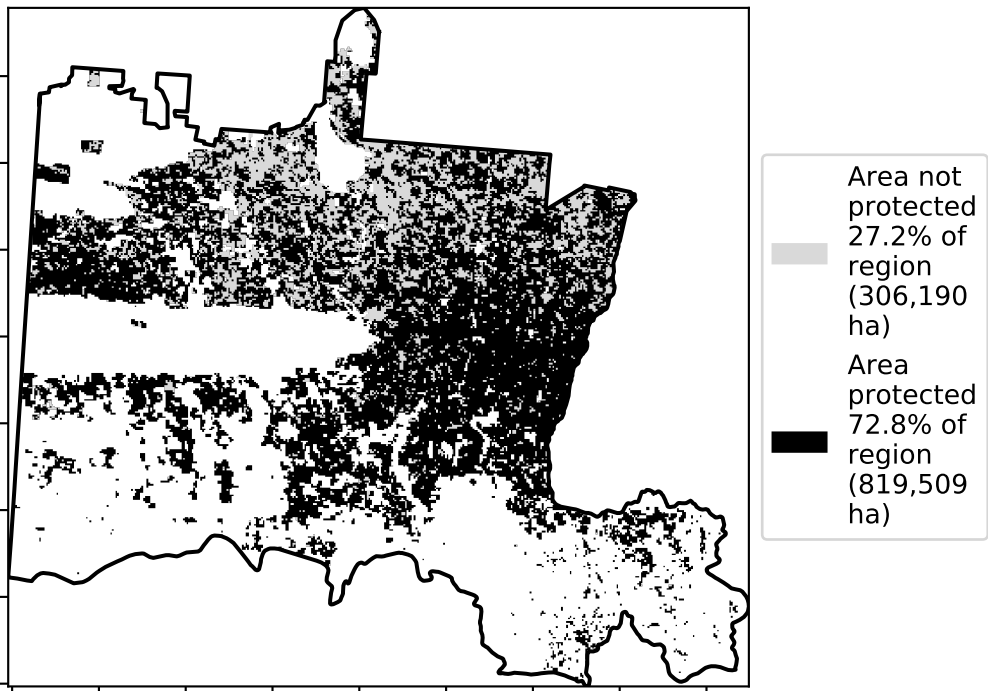 Area not
protected
27.2% of
region
(306,190
ha)
Area
protected
72.8% of
region
(819,509
ha)